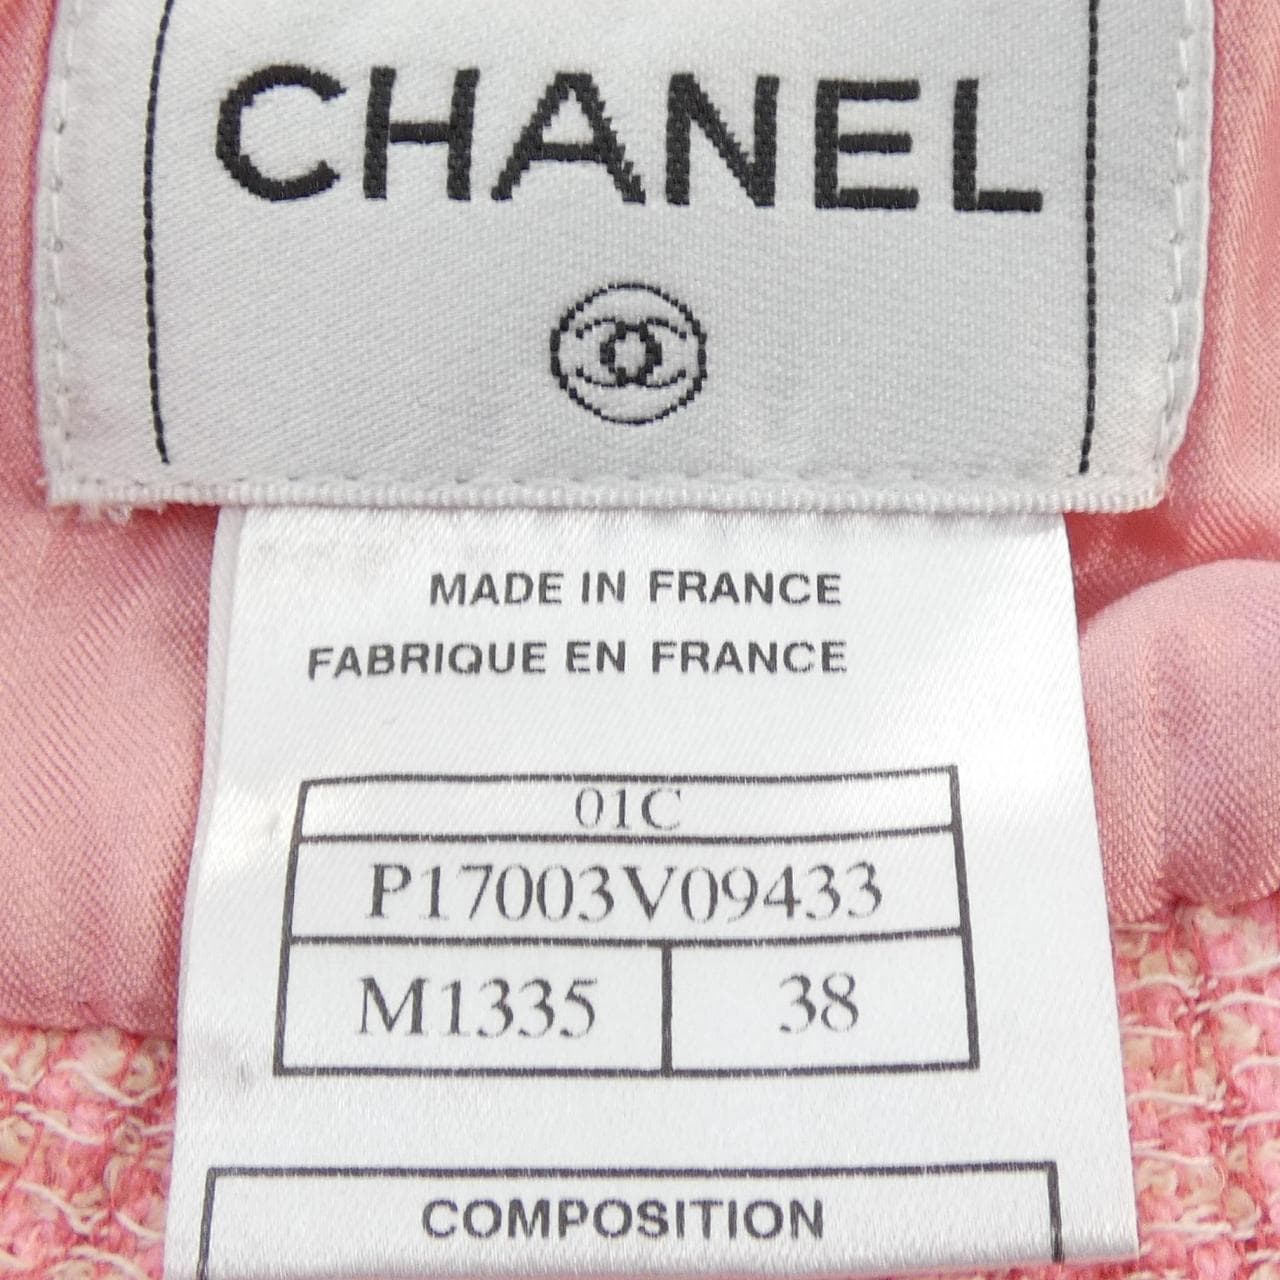 CHANEL
MADE IN FRANCE
FABRIQUE EN FRANCE
01C
P17003V09433
M1335 38
COMPOSITION